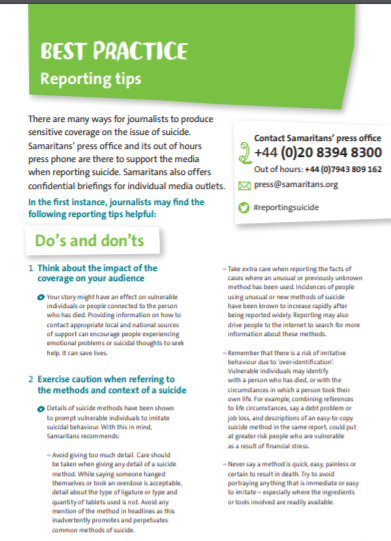 BEST PRACTICE
Reporting tips
There are many ways for journalists to produce
sensitive coverage on the issue of suicide.
Samaritans' press office and its out of hours
press phone are there to support the media
when reporting suicide. Samaritans also offers
confidential briefings for individual media outlets.
In the first instance, journalists may find the
following reporting tips helpful:
Contact Samaritans' press office
+44 (0)20 8394 8300
Out of hours: +44 (0)7943 809 162
press@samaritans.org
#reportingsuicide
Do's and don'ts
1 Think about the impact of the
coverage on your audience
Your story might have an effect on vulnerable
individuals or people connected to the person
who has died. Providing information on how to
contact appropriate local and national sources
of support can encourage people experiencing
emotional problems or suicidal thoughts to seek
help. It can save lives.
2 Exercise caution when referring to
the methods and context of a suicide
Details of suicide methods have been shown
to prompt vulnerable individuals to imitate
suicidal behaviour. With this in mind,
Samaritans recommends:
– Avoid giving too much detail. Care should
be taken when giving any detail of a suicide
method. While saying someone hanged
themselves or took an overdose is acceptable,
detail about the type of ligature or type and
quantity of tablets used is not. Avoid any
mention of the method in headlines as this
inadvertently promotes and perpetuates
common methods of suicide.
– Take extra care when reporting the facts of
cases where an unusual or previously unknown
method has been used. Incidences of people
using unusual or new methods of suicide
have been known to increase rapidly after
being reported widely. Reporting may also
drive people to the internet to search for more
information about these methods.
– Remember that there is a risk of imitative
behaviour due to 'over-identification'.
Vulnerable individuals may identify
with a person who has died, or with the
circumstances in which a person took their
own life. For example, combining references
to life circumstances, say a debt problem or
job loss, and descriptions of an easy-to-copy
suicide method in the same report, could put
at greater risk people who are vulnerable
as a result of financial stress.
– Never say a method is quick, easy, painless or
certain to result in death. Try to avoid
portraying anything that is immediate or easy
to imitate – especially where the ingredients
or tools involved are readily available.